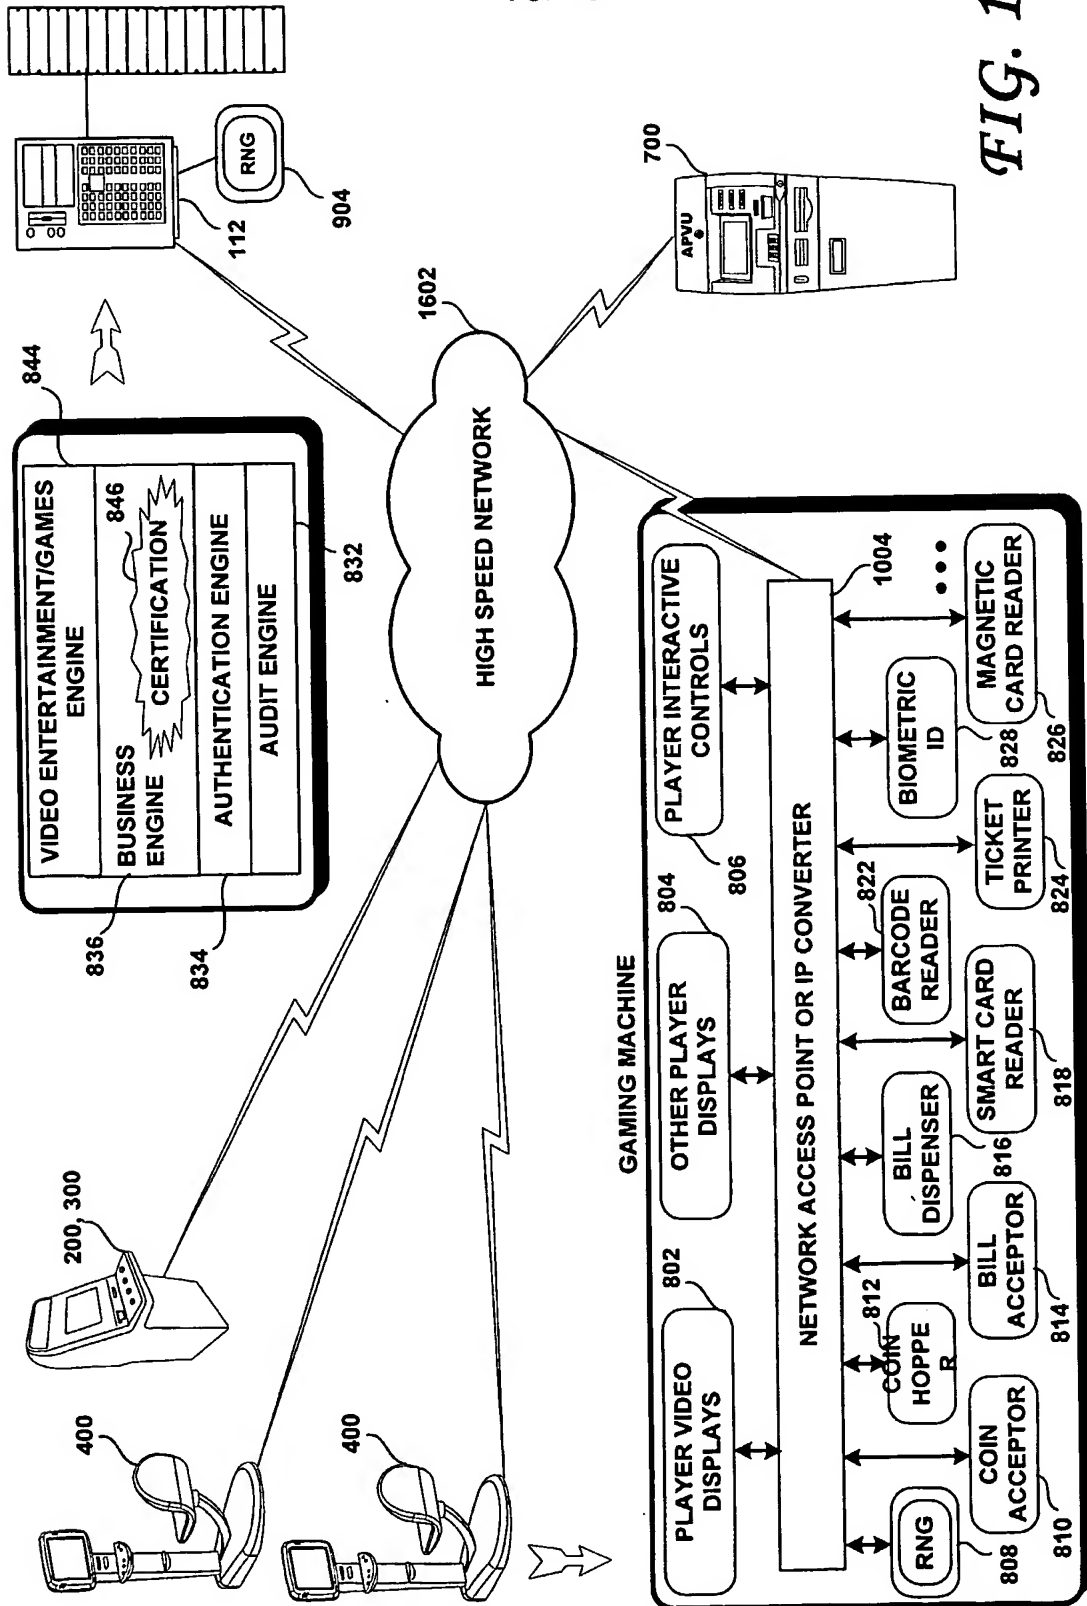 844
VIDEO ENTERTAINMENT/GAMES
ENGINE
BUSINESS
ENGINE
846
CERTIFICATION
AUTHENTICATION ENGINE
AUDIT ENGINE
836
834
832
112
RNG
904
200, 300
400
400
HIGH SPEED NETWORK
1602
APVU
700
GAMING MACHINE
PLAYER VIDEO
DISPLAYS
802
OTHER PLAYER
DISPLAYS
804
PLAYER INTERACTIVE
CONTROLS
806
NETWORK ACCESS POINT OR IP CONVERTER
1004
RNG
808
COIN
ACCEPTOR
810
COIN
HOPPE
R
812
BILL
ACCEPTOR
814
BILL
DISPENSER
816
SMART CARD
READER
818
BARCODE
READER
822
TICKET
PRINTER
824
BIOMETRIC
ID
828
MAGNETIC
CARD READER
826
FIG. 1